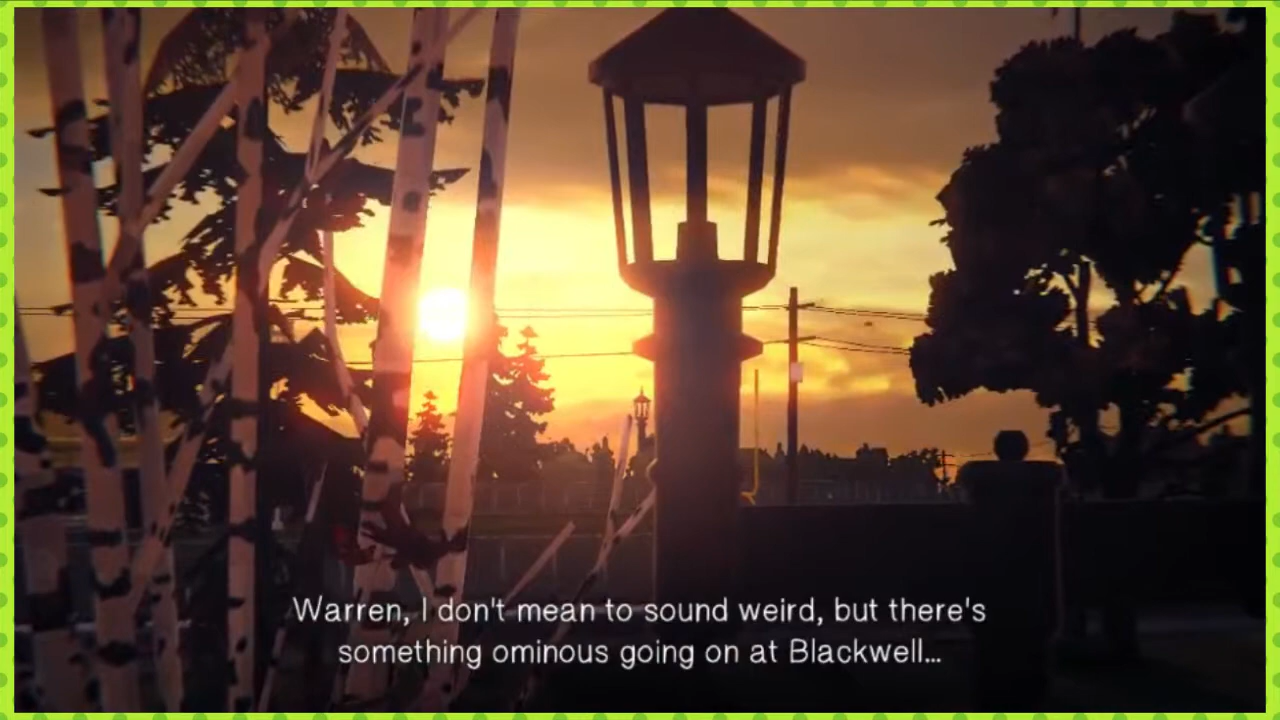 Warren, I don't mean to sound weird, but there's
something ominous going on at Blackwell...